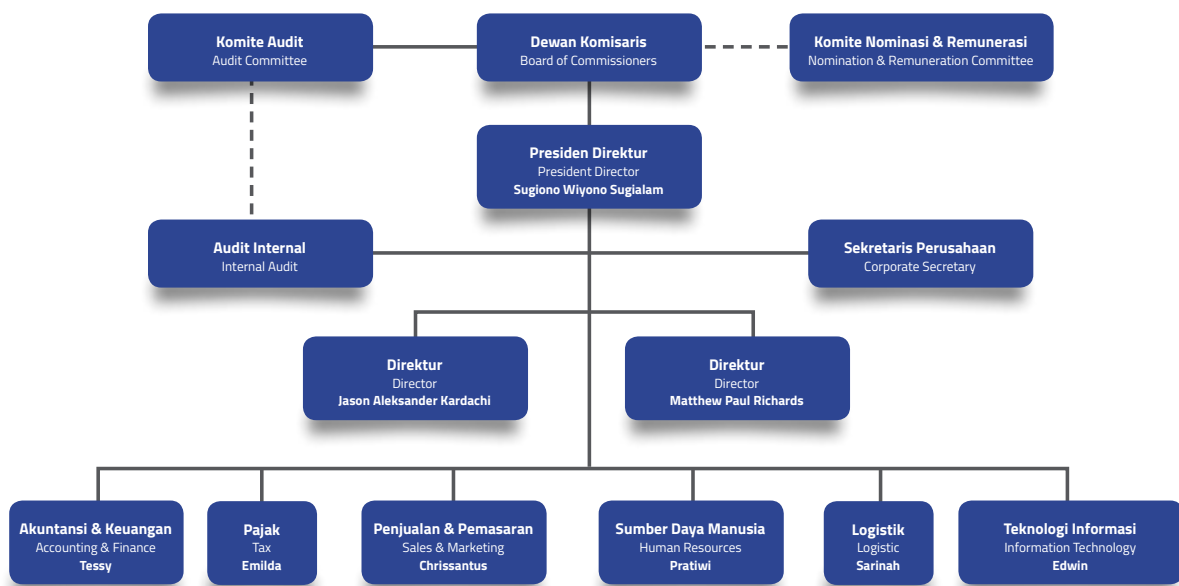 Komite Audit
Audit Committee
Dewan Komisaris
Board of Commissioners
Komite Nominasi & Remunerasi
Nomination & Remuneration Committee
Presiden Direktur
President Director
Sugiono Wiyono Sugialam
Audit Internal
Internal Audit
Sekretaris Perusahaan
Corporate Secretary
Direktur
Director
Jason Aleksander Kardachi
Direktur
Director
Matthew Paul Richards
Akuntansi & Keuangan
Accounting & Finance
Tessy
Pajak
Tax
Emilda
Penjualan & Pemasaran
Sales & Marketing
Chrissantus
Sumber Daya Manusia
Human Resources
Pratiwi
Logistik
Logistic
Sarinah
Teknologi Informasi
Information Technology
Edwin